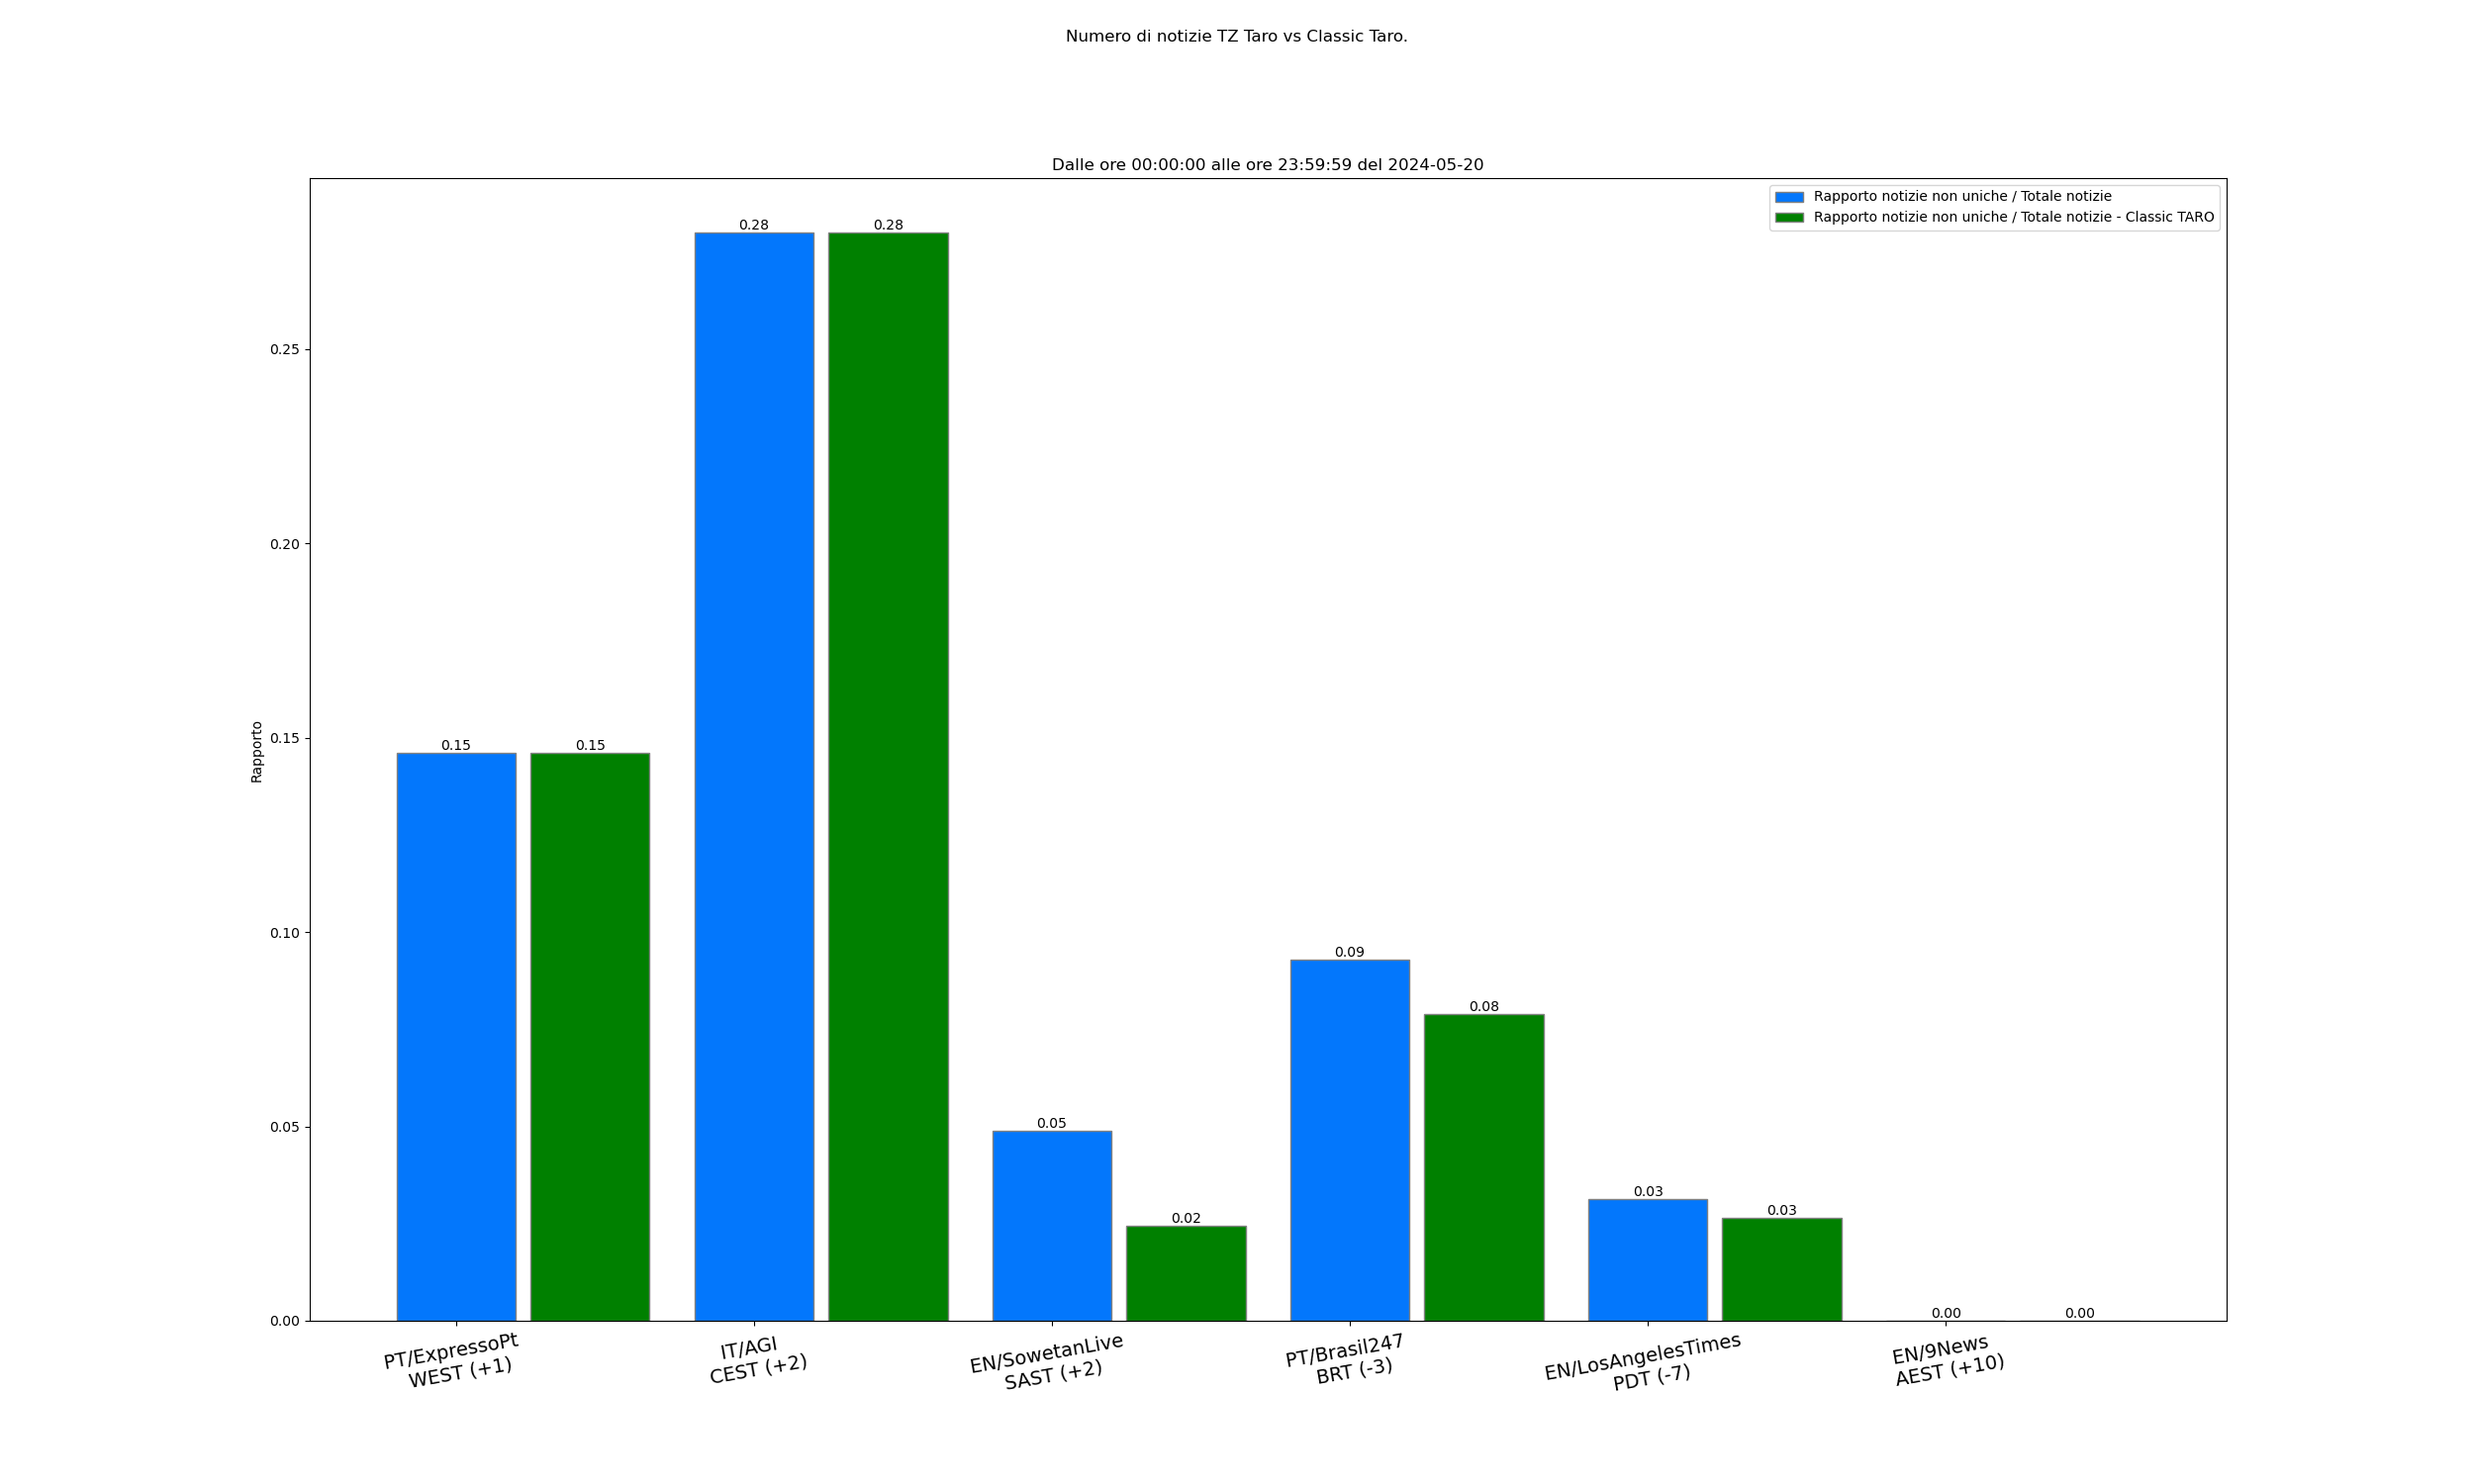 Numero di notizie TZ Taro vs Classic Taro.
Dalle ore 00:00:00 alle ore 23:59:59 del 2024-05-20
Rapporto notizie non uniche / Totale notizie
Rapporto notizie non uniche / Totale notizie - Classic TARO
0.28
0.28
0.25
0.20
0.15
0.15
0.15
Rapporto
0.10
0.09
0.08
0.05
0.05
0.03
0.03
0.02
0.00
0.00
0.00
PT/ExpressoPt
WEST (+1)
IT/AGI
CEST (+2)
EN/SowetanLive
SAST (+2)
PT/Brasil247
BRT (-3)
EN/LosAngelesTimes
PDT (-7)
EN/9News
AEST (+10)